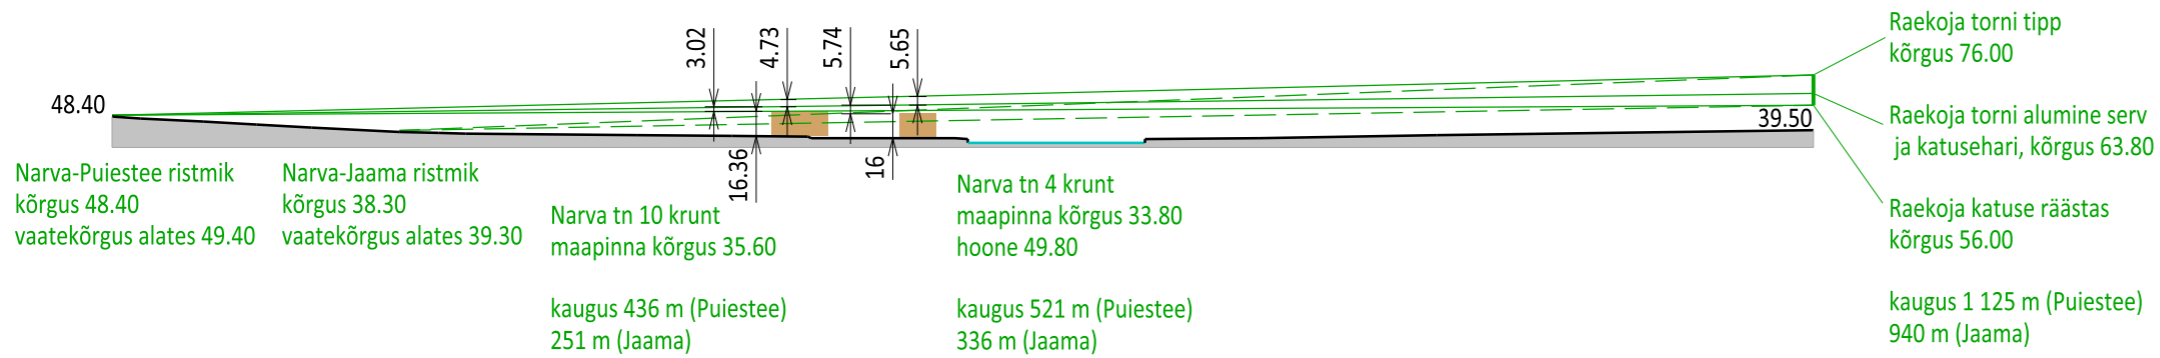 48.40
Narva-Puiestee ristmik
kõrgus 48.40
vaatekõrgus alates 49.40
Narva-Jaama ristmik
kõrgus 38.30
vaatekõrgus alates 39.30
3.02
4.73
5.74
5.65
16.36
16
Narva tn 10 krunt
maapinna kõrgus 35.60
kaugus 436 m (Puiestee)
251 m (Jaama)
Narva tn 4 krunt
maapinna kõrgus 33.80
hoone 49.80
kaugus 521 m (Puiestee)
336 m (Jaama)
39.50
Raekoja torni tipp
kõrgus 76.00
Raekoja torni alumine serv
ja katusehari, kõrgus 63.80
Raekoja katuse räästas
kõrgus 56.00
kaugus 1 125 m (Puiestee)
940 m (Jaama)